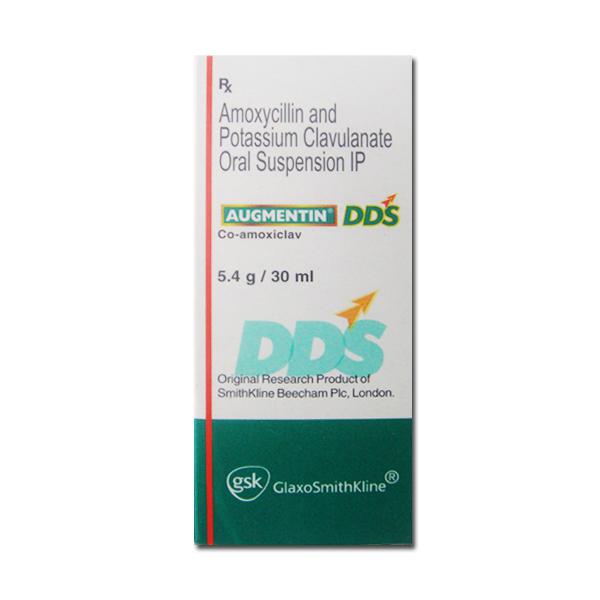 Rx
Amoxycillin and
Potassium Clavulanate
Oral Suspension IP
AUGMENTIN® DDS
Co-amoxiclav
5.4 g / 30 ml
DDS
Original Research Product of
SmithKline Beecham Plc, London.
gsk GlaxoSmithKline®